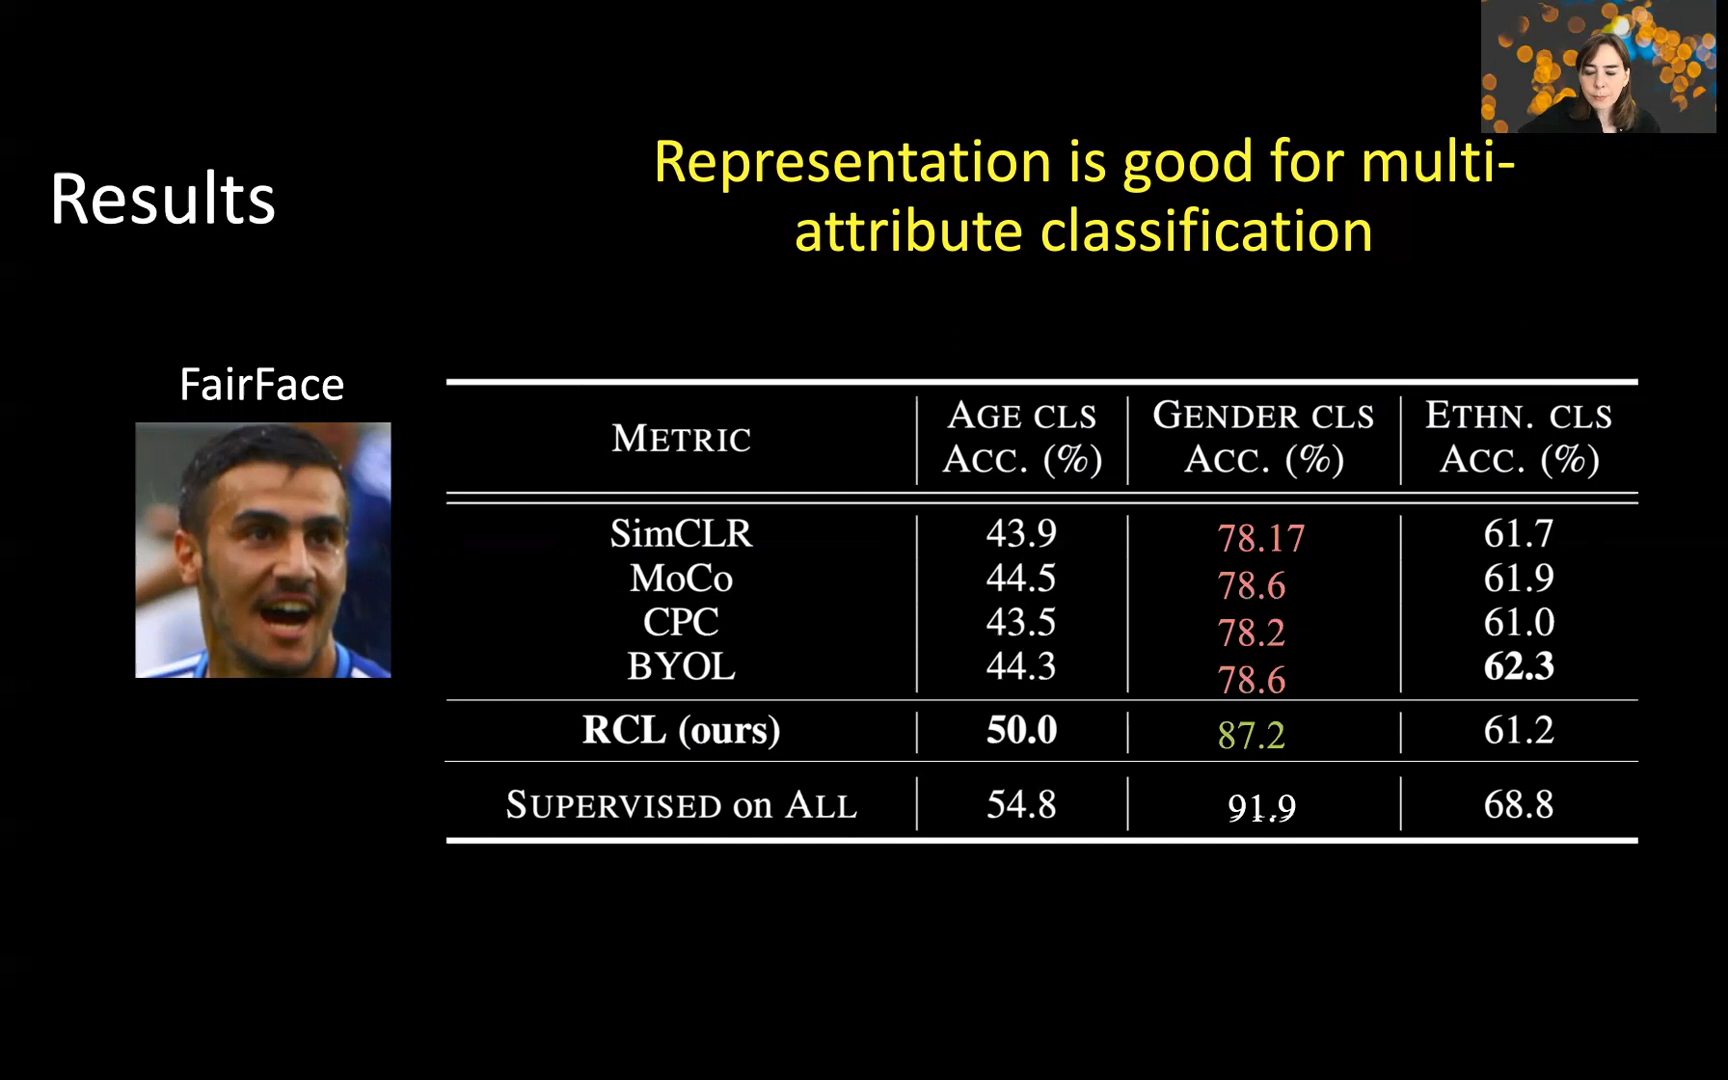 Results
Representation is good for multi-
attribute classification
FairFace
METRIC
AGE CLS
ACC. (%)
GENDER CLS
ACC. (%)
ETHN. CLS
ACC. (%)
SimCLR 43.9 78.17 61.7
MoCo 44.5 78.6 61.9
CPC 43.5 78.2 61.0
BYOL 44.3 78.6 62.3
RCL (ours) 50.0 87.2 61.2
SUPERVISED on ALL 54.8 91.9 68.8